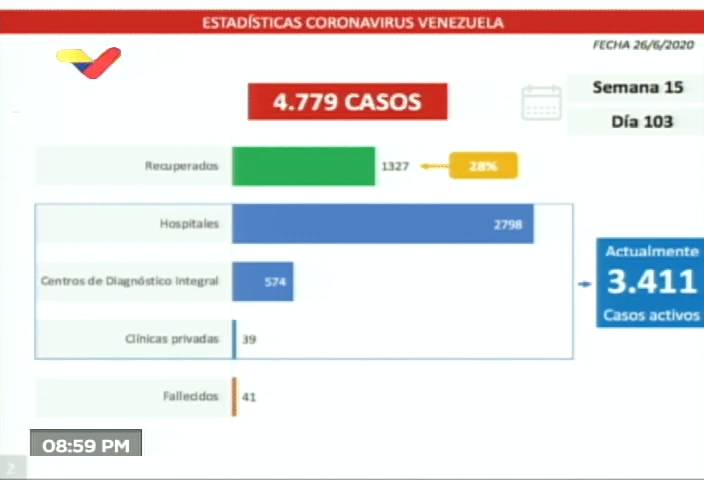 ESTADÍSTICAS CORONAVIRUS VENEZUELA
FECHA 26/6/2020
4.779 CASOS
Semana 15
Día 103
Recuperados
1327
28%
Hospitales
2798
Centros de Diagnóstico Integral
574
Clínicas privadas
39
Actualmente
3.411
Casos activos
Fallecidos
41
08:59 PM
2